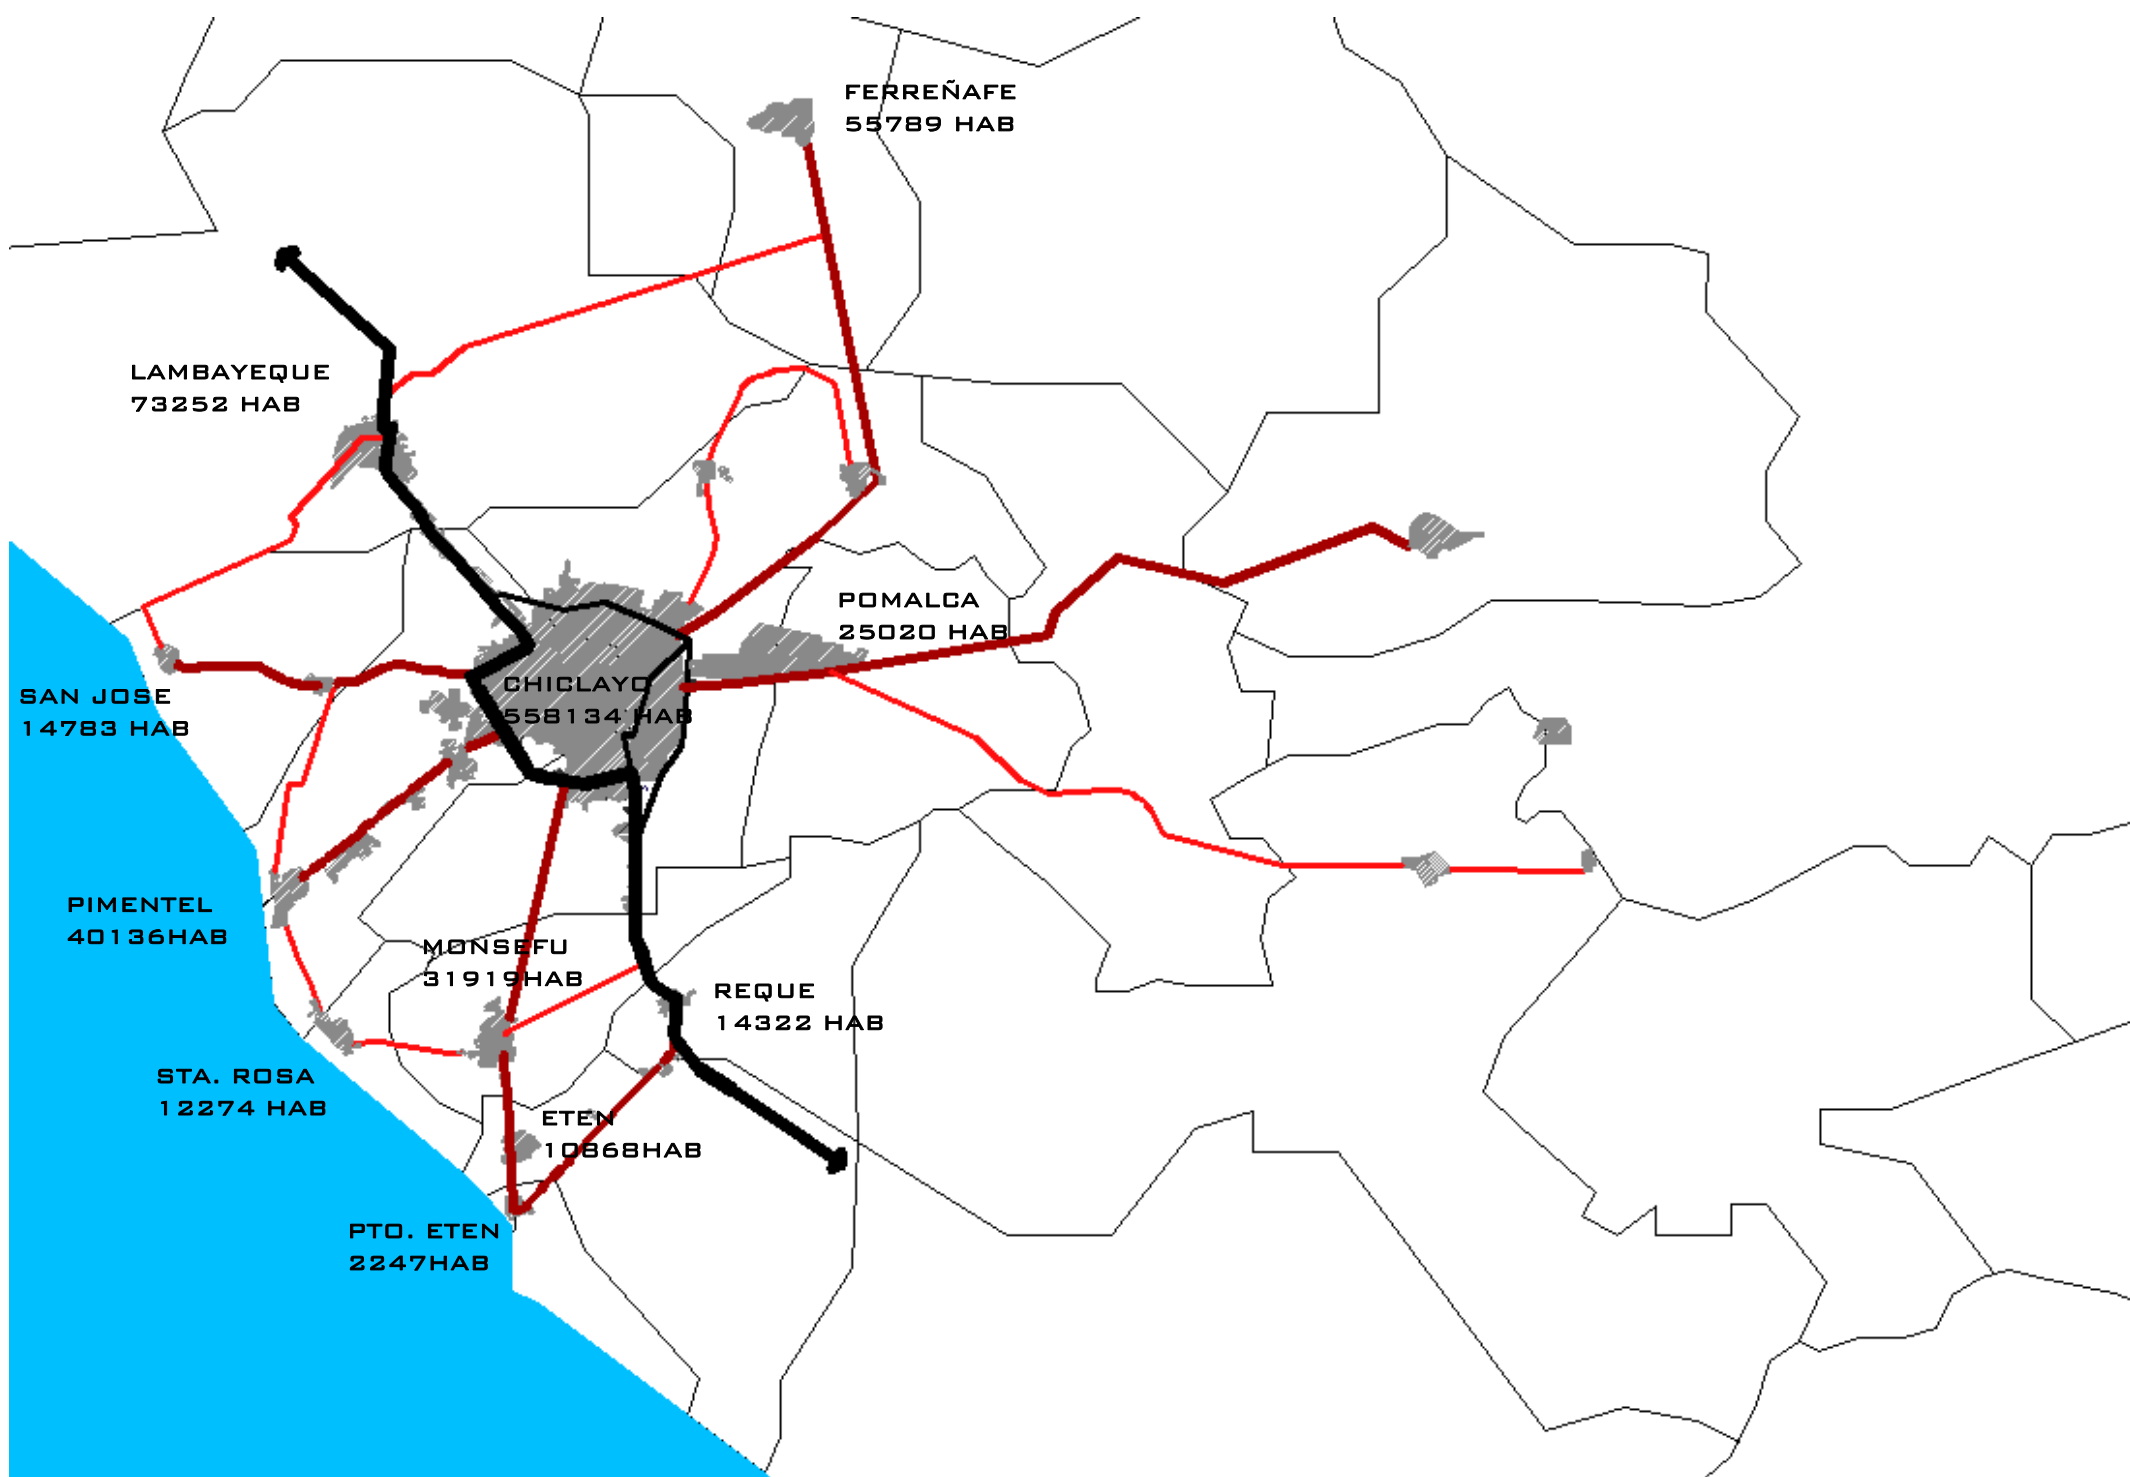 FERREÑAFE
55789 HAB
LAMBAYEQUE
73252 HAB
POMALCA
25020 HAB
CHICLAYO
558134 HAB
SAN JOSE
14783 HAB
PIMENTEL
40136HAB
MONSEFU
31919HAB
REQUE
14322 HAB
STA. ROSA
12274 HAB
ETEN
10868HAB
PTO. ETEN
2247HAB